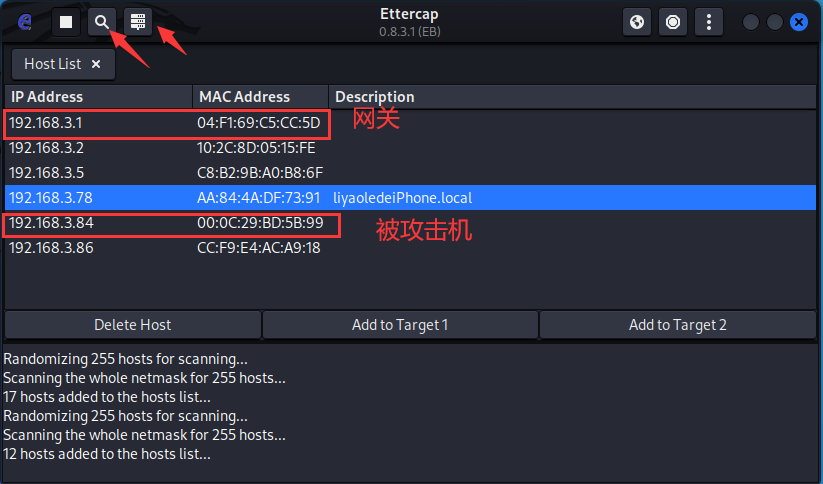 Ettercap
0.8.3.1 (EB)
Host List
IP Address MAC Address Description
192.168.3.1 04:F1:69:C5:CC:5D 网关
192.168.3.2 10:2C:8D:05:15:FE
192.168.3.5 C8:B2:9B:A0:B8:6F
192.168.3.78 AA:84:4A:DF:73:91 liyaoledeiPhone.local
192.168.3.84 00:0C:29:BD:5B:99 被攻击机
192.168.3.86 CC:F9:E4:AC:A9:18
Delete Host Add to Target 1 Add to Target 2
Randomizing 255 hosts for scanning...
Scanning the whole netmask for 255 hosts...
17 hosts added to the hosts list...
Randomizing 255 hosts for scanning...
Scanning the whole netmask for 255 hosts...
12 hosts added to the hosts list...